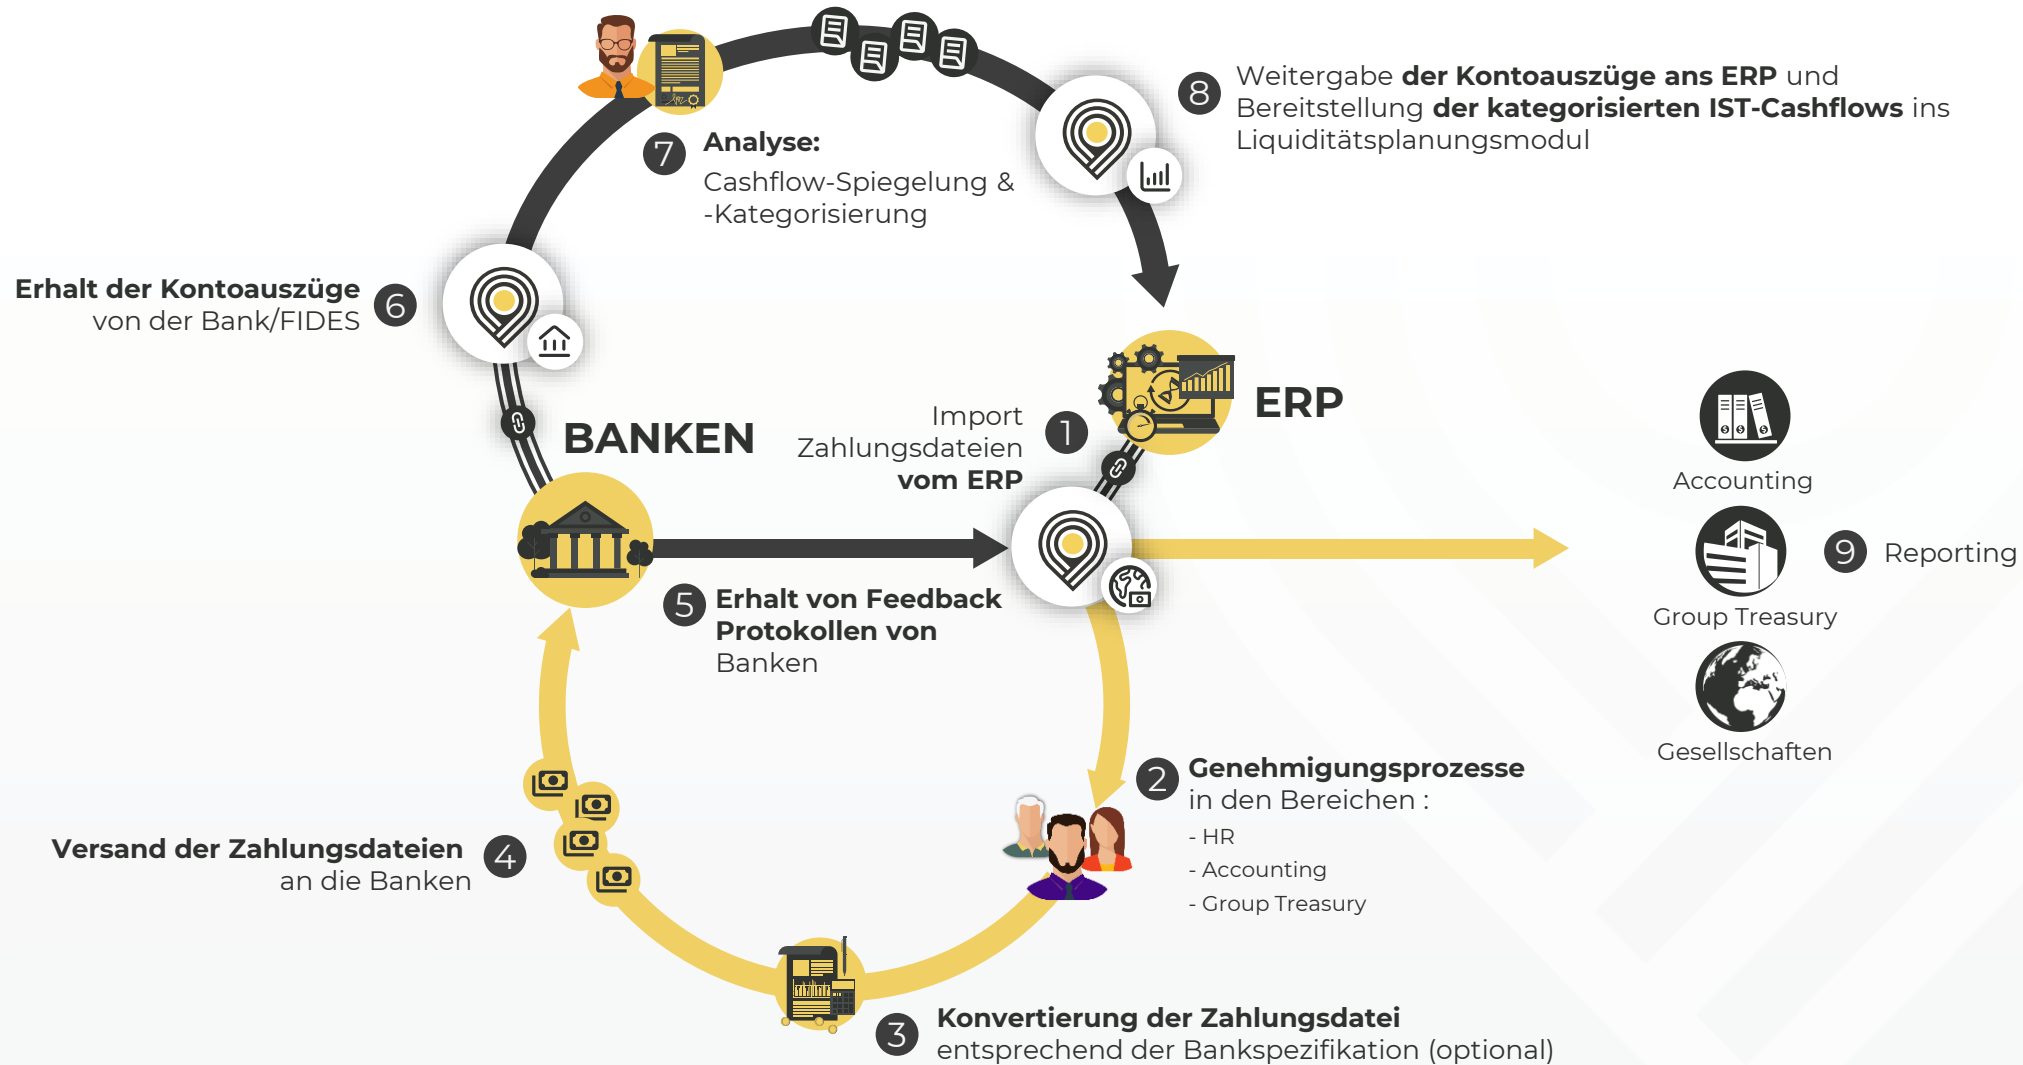 8
Weitergabe der Kontoauszüge ans ERP und
Bereitstellung der kategorisierten IST-Cashflows ins
Liquiditätsplanungsmodul
7
Analyse:
Cashflow-Spiegelung &
-Kategorisierung
Erhalt der Kontoauszüge
von der Bank/FIDES
6
BANKEN
Import
Zahlungsdateien
vom ERP
1
ERP
Accounting
Group Treasury
Gesellschaften
9
Reporting
5
Erhalt von Feedback
Protokollen von
Banken
2
Genehmigungsprozesse
in den Bereichen :
- HR
- Accounting
- Group Treasury
Versand der Zahlungsdateien
an die Banken
4
3
Konvertierung der Zahlungsdatei
entsprechend der Bankspezifikation (optional)